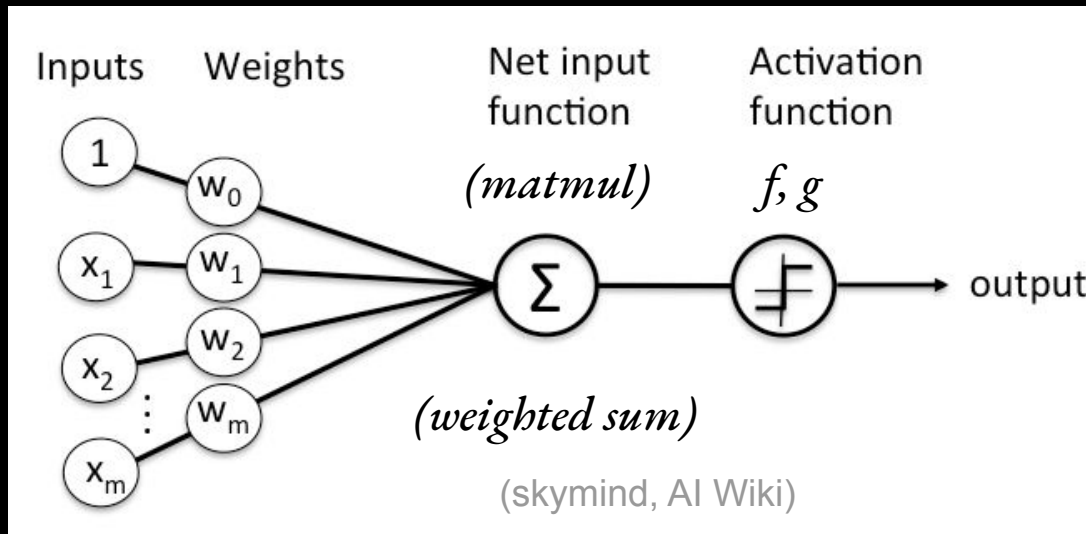 Inputs Weights Net input function Activation function
(matmul) f, g
1
w₀
x₁
w₁
Σ
output
x₂
w₂
⋮
wₘ
xₘ
(weighted sum)
(skymind, AI Wiki)